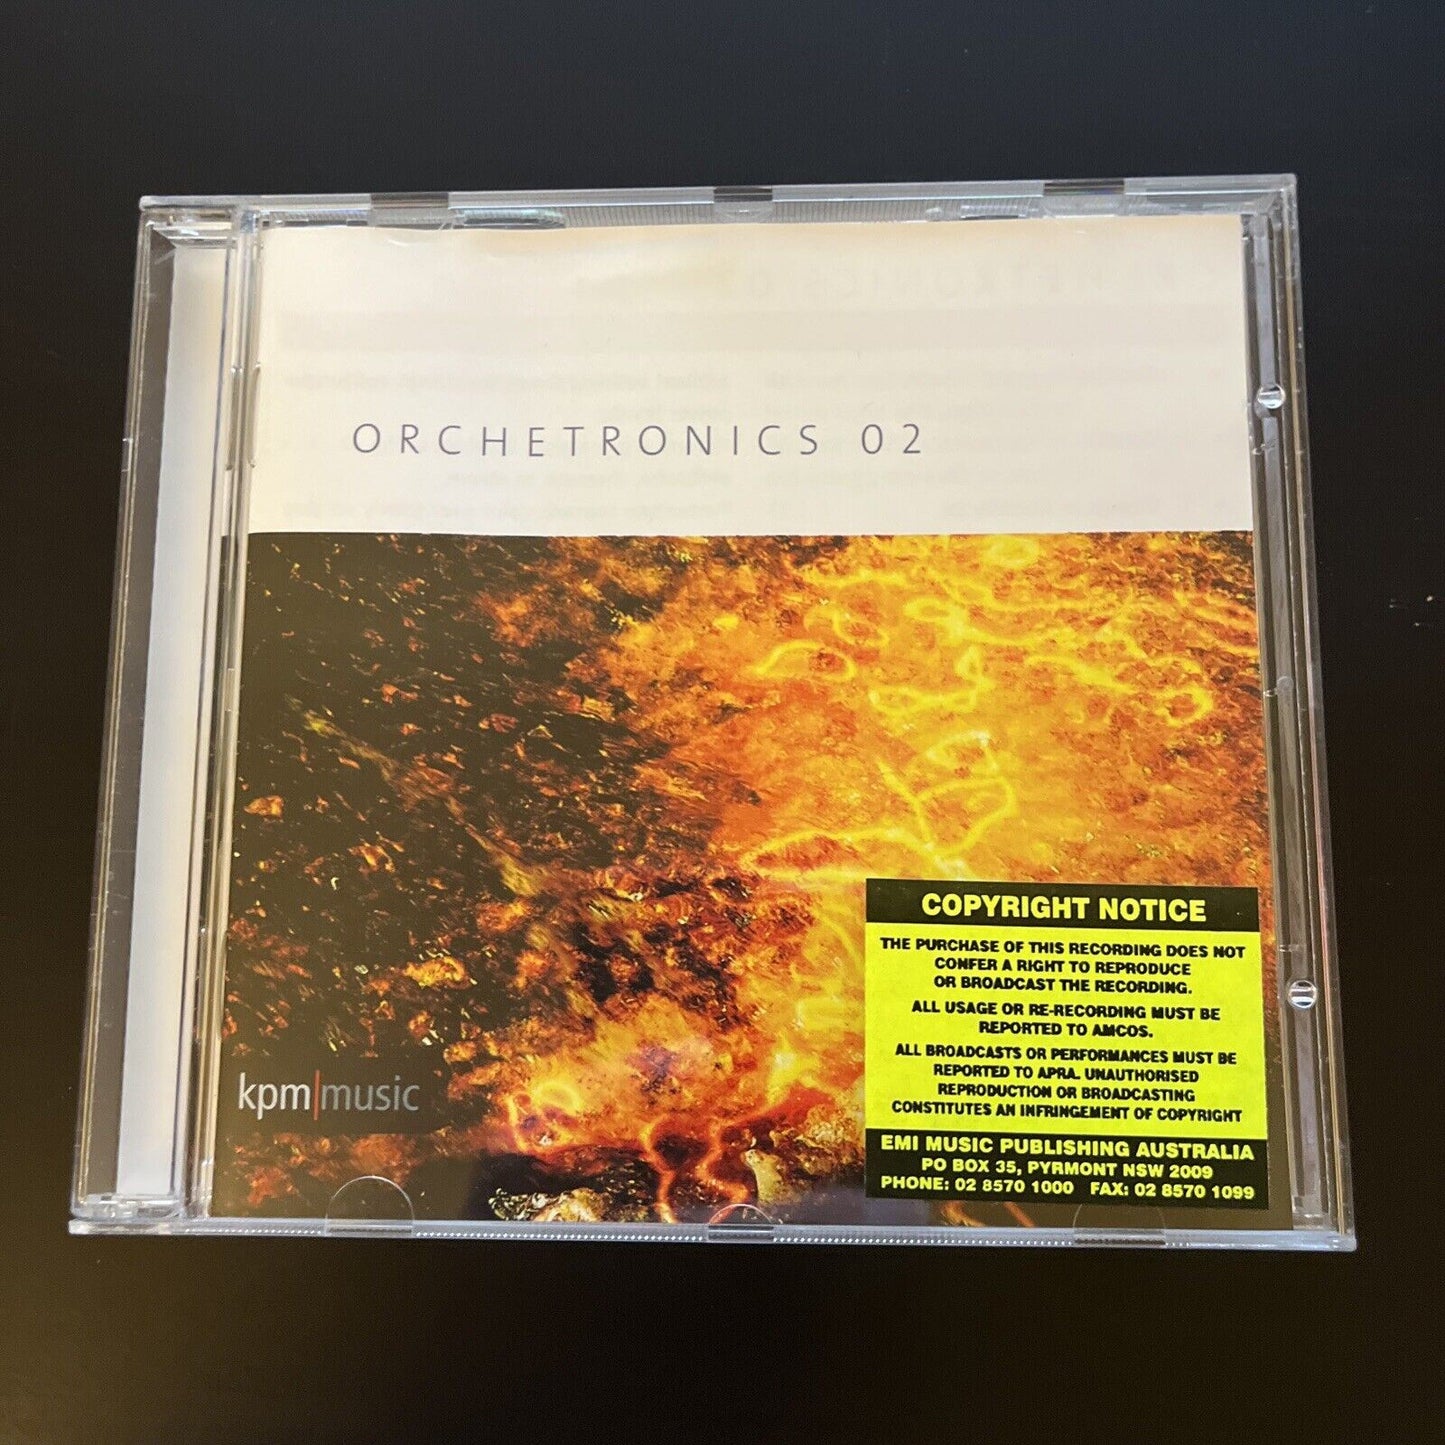 ORCHETRONICS 02
kpm|music
COPYRIGHT NOTICE
THE PURCHASE OF THIS RECORDING DOES NOT
CONFER A RIGHT TO REPRODUCE
OR BROADCAST THE RECORDING.
ALL USAGE OR RE-RECORDING MUST BE
REPORTED TO AMCOS.
ALL BROADCASTS OR PERFORMANCES MUST BE
REPORTED TO APRA. UNAUTHORISED
REPRODUCTION OR BROADCASTING
CONSTITUTES AN INFRINGEMENT OF COPYRIGHT
EMI MUSIC PUBLISHING AUSTRALIA
PO BOX 35, PYRMONT NSW 2009
PHONE: 02 8570 1000 FAX: 02 8570 1099